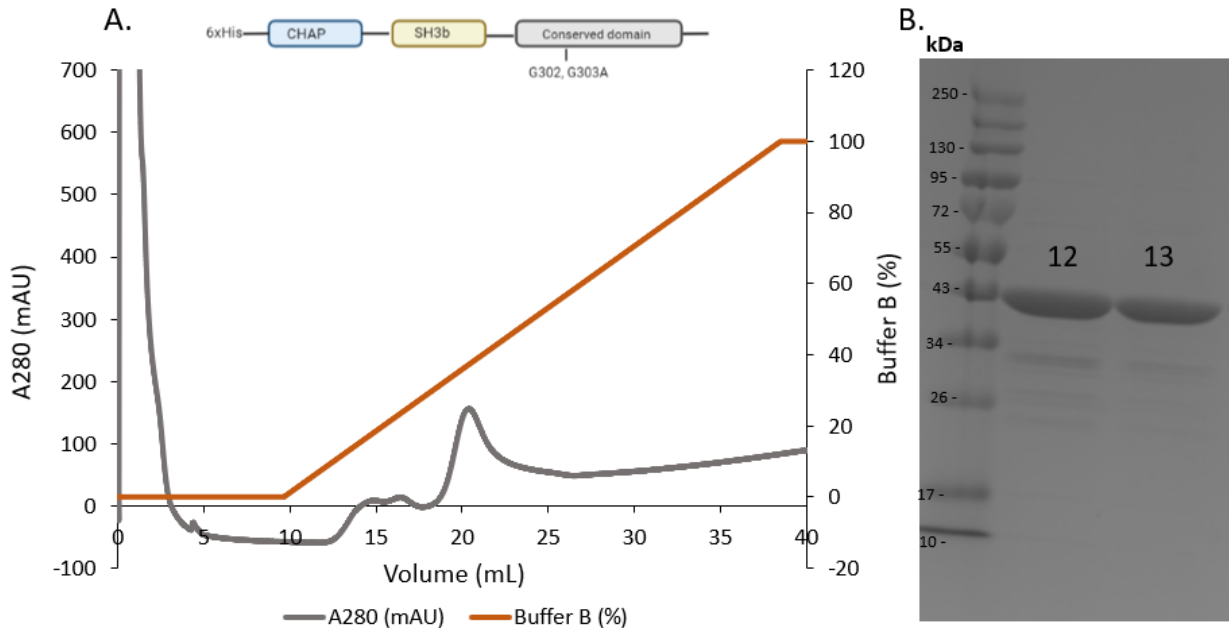 A.
6xHis
CHAP
SH3b
Conserved domain
G302, G303A
700
600
500
400
300
200
100
0
-100
A280 (mAU)
0
5
10
15
20
25
30
35
40
Volume (mL)
120
100
80
60
40
20
0
-20
Buffer B (%)
A280 (mAU)
Buffer B (%)
B.
kDa
250 -
130 -
95 -
72 -
55 -
43 -
34 -
26 -
17 -
10 -
12
13